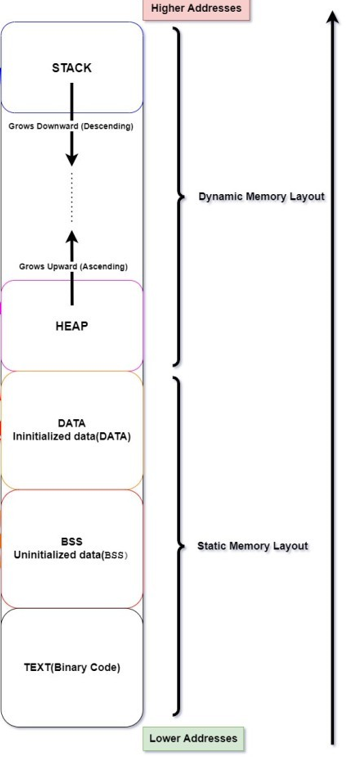 Higher Addresses
STACK
Grows Downward (Descending)
Dynamic Memory Layout
Grows Upward (Ascending)
HEAP
DATA
Ininitialized data(DATA)
BSS
Uninitialized data(BSS)
Static Memory Layout
TEXT(Binary Code)
Lower Addresses